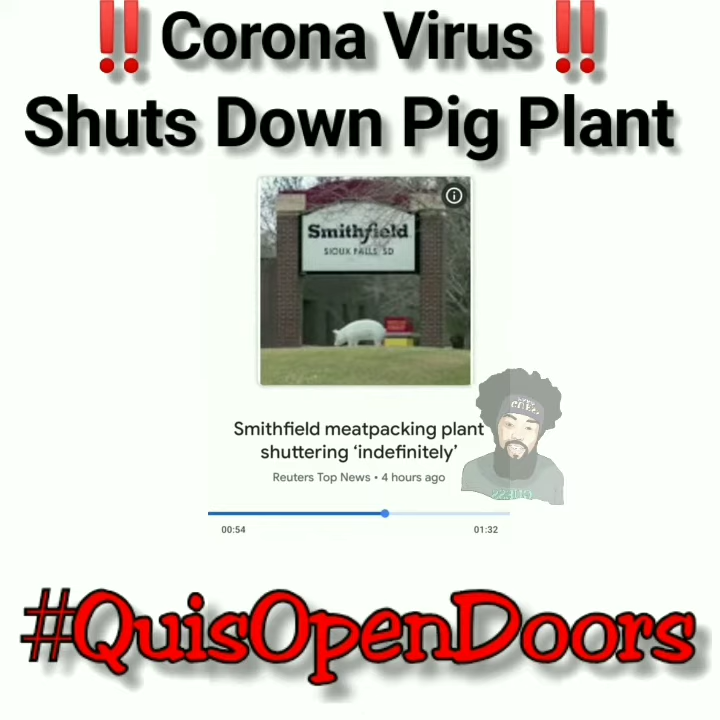 ‼️Corona Virus‼️
Shuts Down Pig Plant
Smithfield
SIOUX FALLS, SD
Smithfield meatpacking plant
shuttering ‘indefinitely’
Reuters Top News • 4 hours ago
00:54 01:32
#QuisOpenDoors